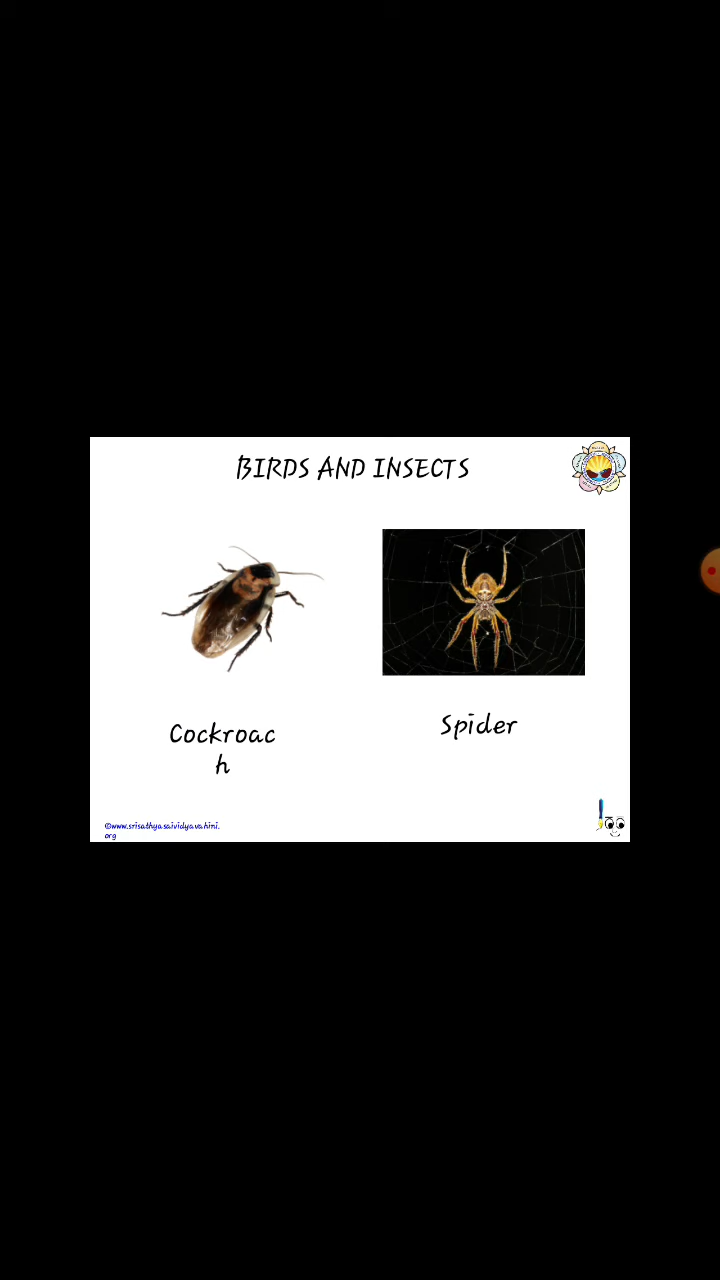 BIRDS AND INSECTS
Cockroac
h
Spider
©www.srisathyasaividyavahini.
org